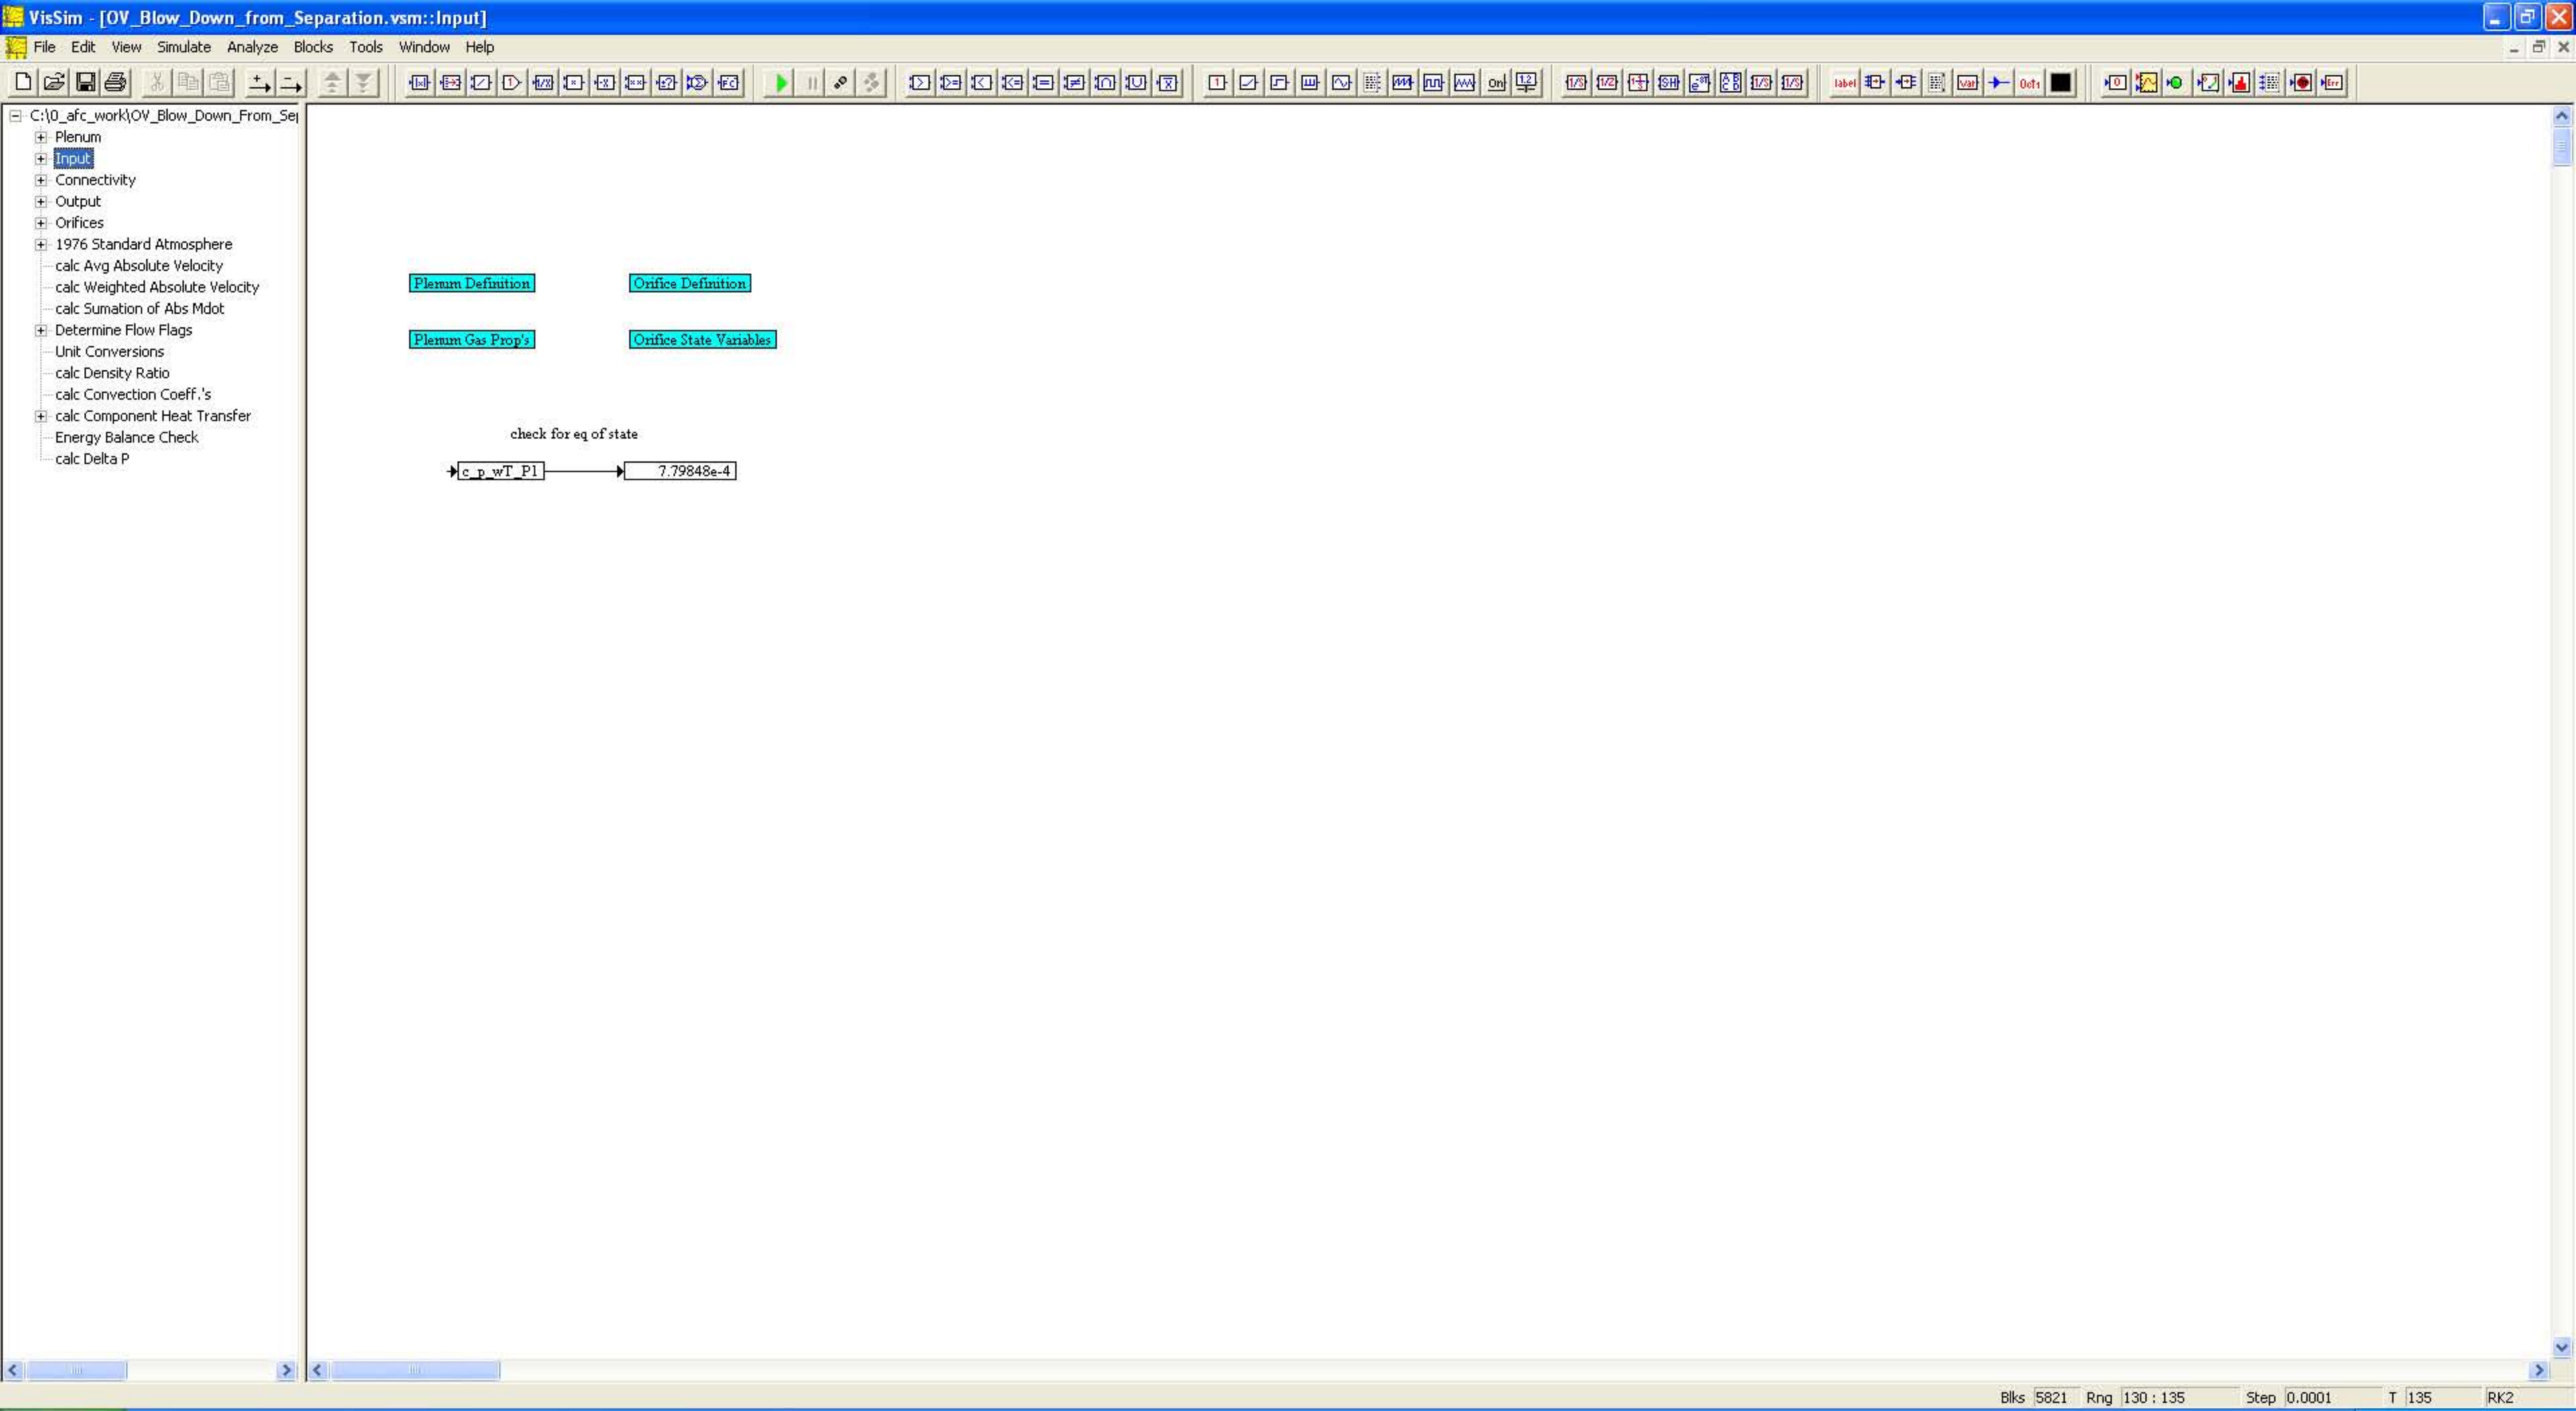 VisSim - [OV_Blow_Down_from_Separation.vsm::Input]
File Edit View Simulate Analyze Blocks Tools Window Help
C:\0_afc_work\OV_Blow_Down_From_Sep
Plenum
Input
Connectivity
Output
Orifices
1976 Standard Atmosphere
calc Avg Absolute Velocity
calc Weighted Absolute Velocity
calc Sumation of Abs Mdot
Determine Flow Flags
Unit Conversions
calc Density Ratio
calc Convection Coeff.'s
calc Component Heat Transfer
Energy Balance Check
calc Delta P
Plenum Definition
Orifice Definition
Plenum Gas Prop's
Orifice State Variables
check for eq of state
c_p_wT_P1
7.79848e-4
Blks 5821 Rng 130 : 135 Step 0.0001 T 135 RK2